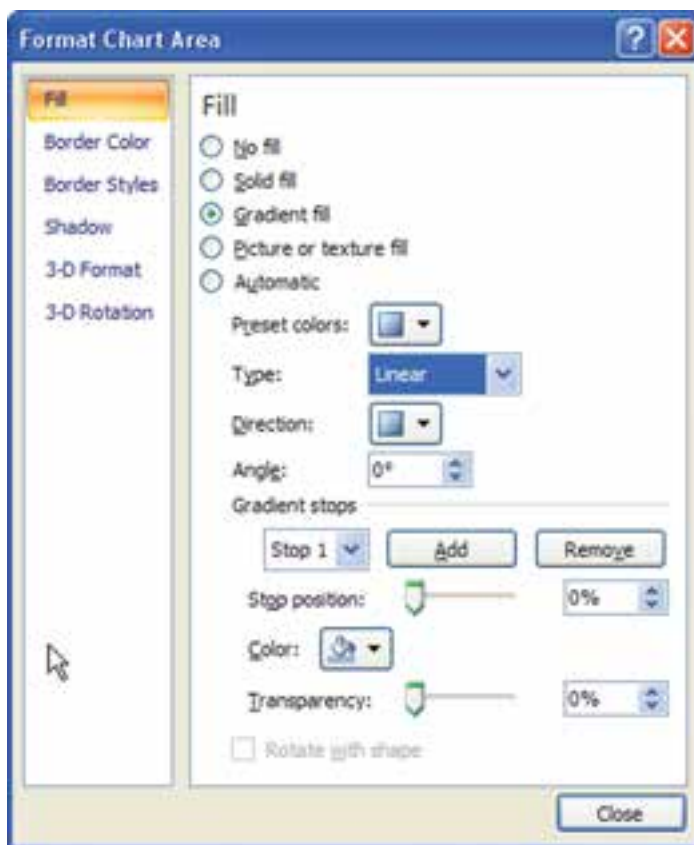 Format Chart Area
Fill
Border Color
Border Styles
Shadow
3-D Format
3-D Rotation
Fill
No fill
Solid fill
Gradient fill
Picture or texture fill
Automatic
Preset colors:
Type: Linear
Direction:
Angle: 0°
Gradient stops
Stop 1 Add Remove
Stop position: 0%
Color:
Transparency: 0%
Rotate with shape
Close